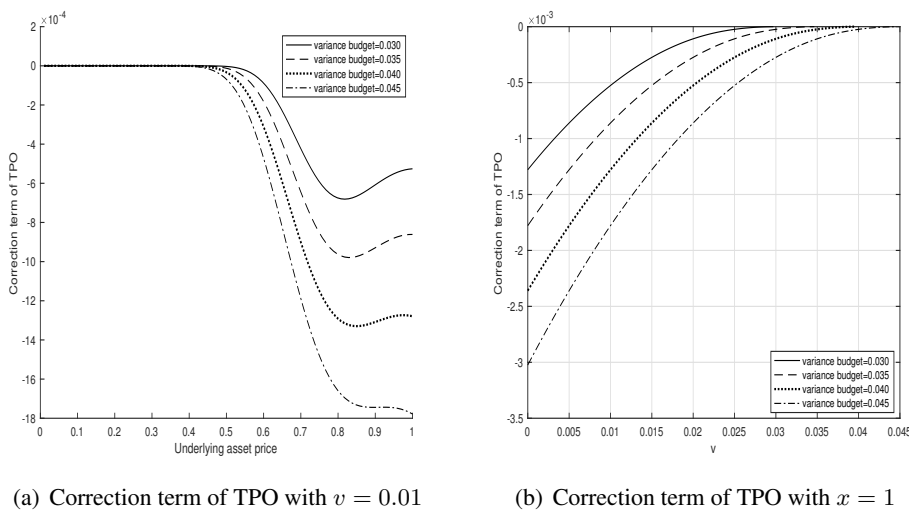 ×10⁻⁴
2
0
-2
-4
-6
-8
-10
-12
-14
-16
-18
Correction term of TPO
0 0.1 0.2 0.3 0.4 0.5 0.6 0.7 0.8 0.9 1
Underlying asset price
variance budget=0.030
variance budget=0.035
variance budget=0.040
variance budget=0.045
(a) Correction term of TPO with v = 0.01
×10⁻³
0
-0.5
-1
-1.5
-2
-2.5
-3
-3.5
Correction term of TPO
0 0.005 0.01 0.015 0.02 0.025 0.03 0.035 0.04 0.045
v
variance budget=0.030
variance budget=0.035
variance budget=0.040
variance budget=0.045
(b) Correction term of TPO with x = 1